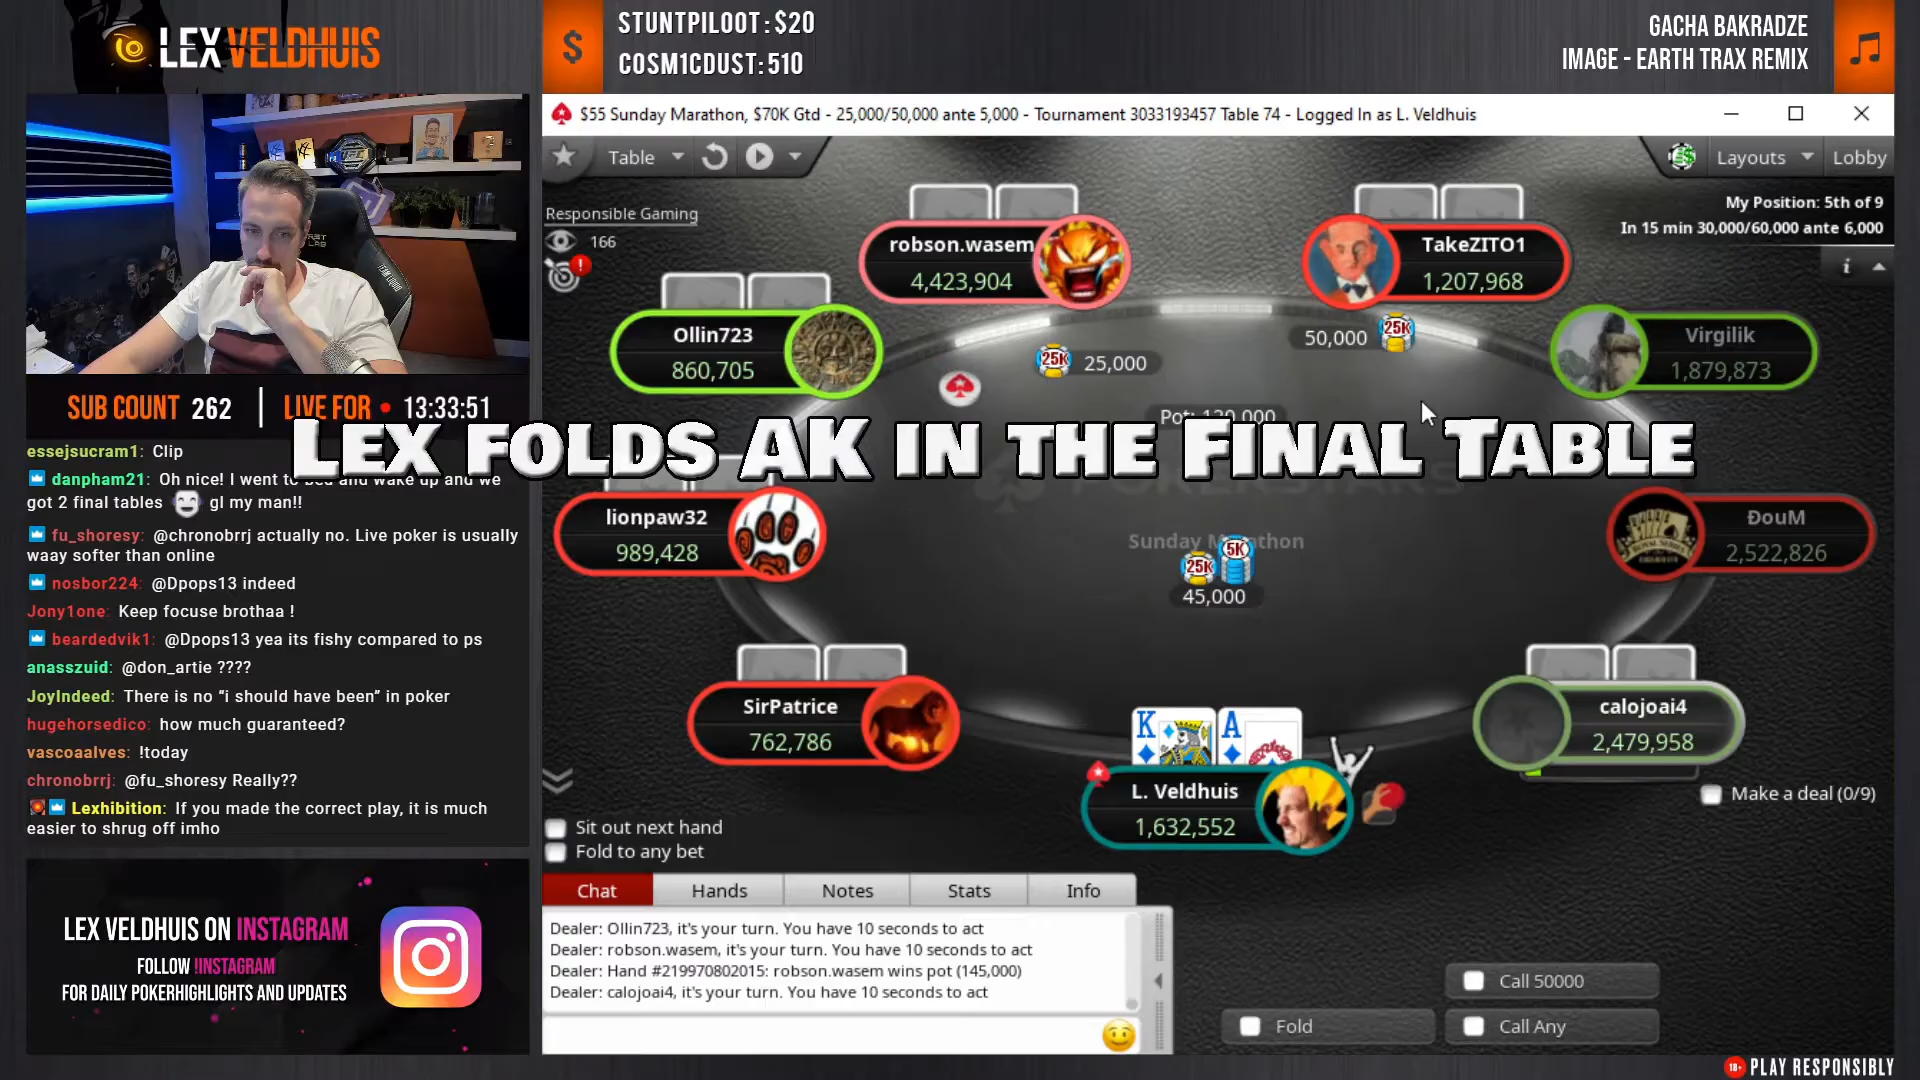 LEX VELDHUIS
$
STUNTPILOOT: $20
COSM1CDUST: 510
GACHA BAKRADZE
IMAGE - EARTH TRAX REMIX
$55 Sunday Marathon, $70K Gtd - 25,000/50,000 ante 5,000 - Tournament 3033193457 Table 74 - Logged In as L. Veldhuis
Table
Layouts
Lobby
Responsible Gaming
166
My Position: 5th of 9
In 15 min 30,000/60,000 ante 6,000
robson.wasem
4,423,904
TakeZITO1
1,207,968
Ollin723
860,705
Virgilik
1,879,873
25K 25,000
50,000 25K
Pot: 120,000
SUB COUNT 262 | LIVE FOR • 13:33:51
LEX FOLDS AK IN THE FINAL TABLE
essejsucram1: Clip
danpham21: Oh nice! I went to bed and wake up and we
got 2 final tables gl my man!!
fu_shoresy: @chronobrrj actually no. Live poker is usually
waay softer than online
nosbor224: @Dpops13 indeed
Jony1one: Keep focuse brothaa !
beardedvik1: @Dpops13 yea its fishy compared to ps
anasszuid: @don_artie ????
JoyIndeed: There is no “i should have been” in poker
hugehorsedico: how much guaranteed?
vascoaalves: !today
chronobrrj: @fu_shoresy Really??
Lexhibition: If you made the correct play, it is much
easier to shrug off imho
lionpaw32
989,428
ĐouM
2,522,826
Sunday Marathon
25K 5K
45,000
SirPatrice
762,786
K A
L. Veldhuis
1,632,552
calojoai4
2,479,958
Make a deal (0/9)
Sit out next hand
Fold to any bet
Chat Hands Notes Stats Info
Dealer: Ollin723, it's your turn. You have 10 seconds to act
Dealer: robson.wasem, it's your turn. You have 10 seconds to act
Dealer: Hand #219970802015: robson.wasem wins pot (145,000)
Dealer: calojoai4, it's your turn. You have 10 seconds to act
Call 50000
Fold
Call Any
LEX VELDHUIS ON INSTAGRAM
FOLLOW !INSTAGRAM
FOR DAILY POKERHIGHLIGHTS AND UPDATES
18+ PLAY RESPONSIBLY